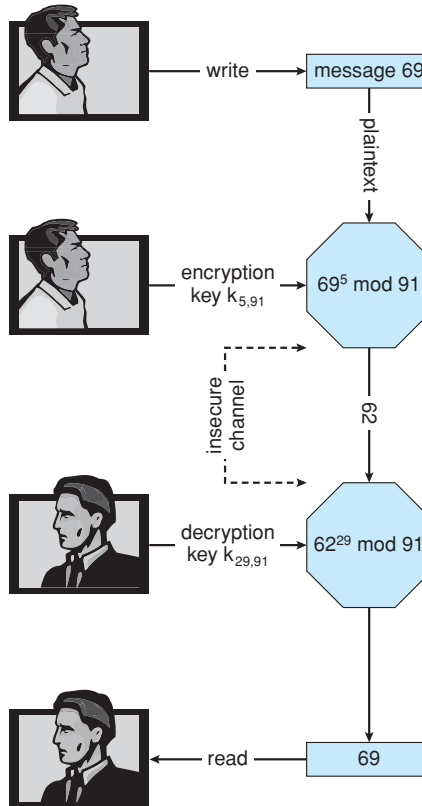 write
message 69
plaintext
encryption
key k5,91
69⁵ mod 91
insecure
channel
62
decryption
key k29,91
62²⁹ mod 91
read
69